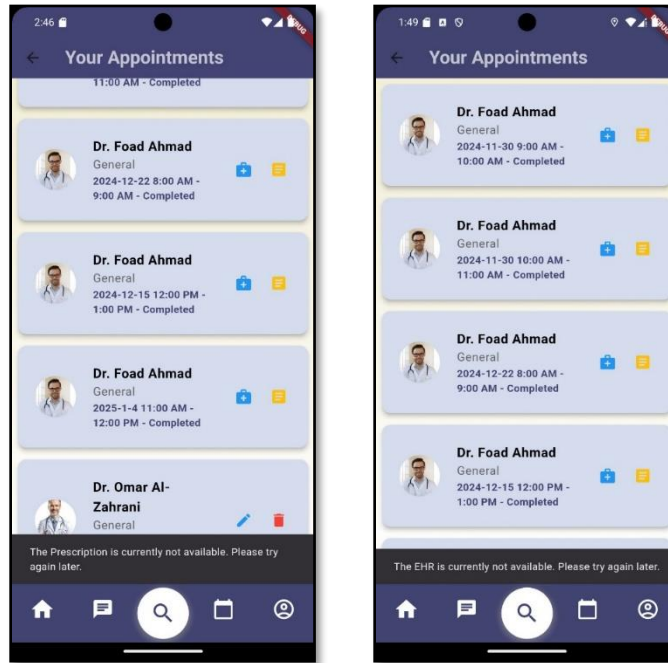 2:46
DEBUG
Your Appointments
11:00 AM - Completed
Dr. Foad Ahmad
General
2024-12-22 8:00 AM -
9:00 AM - Completed
Dr. Foad Ahmad
General
2024-12-15 12:00 PM -
1:00 PM - Completed
Dr. Foad Ahmad
General
2025-1-4 11:00 AM -
12:00 PM - Completed
Dr. Omar Al-
Zahrani
General
The Prescription is currently not available. Please try
again later.
1:49
Your Appointments
Dr. Foad Ahmad
General
2024-11-30 9:00 AM -
10:00 AM - Completed
Dr. Foad Ahmad
General
2024-11-30 10:00 AM -
11:00 AM - Completed
Dr. Foad Ahmad
General
2024-12-22 8:00 AM -
9:00 AM - Completed
Dr. Foad Ahmad
General
2024-12-15 12:00 PM -
1:00 PM - Completed
The EHR is currently not available. Please try again later.